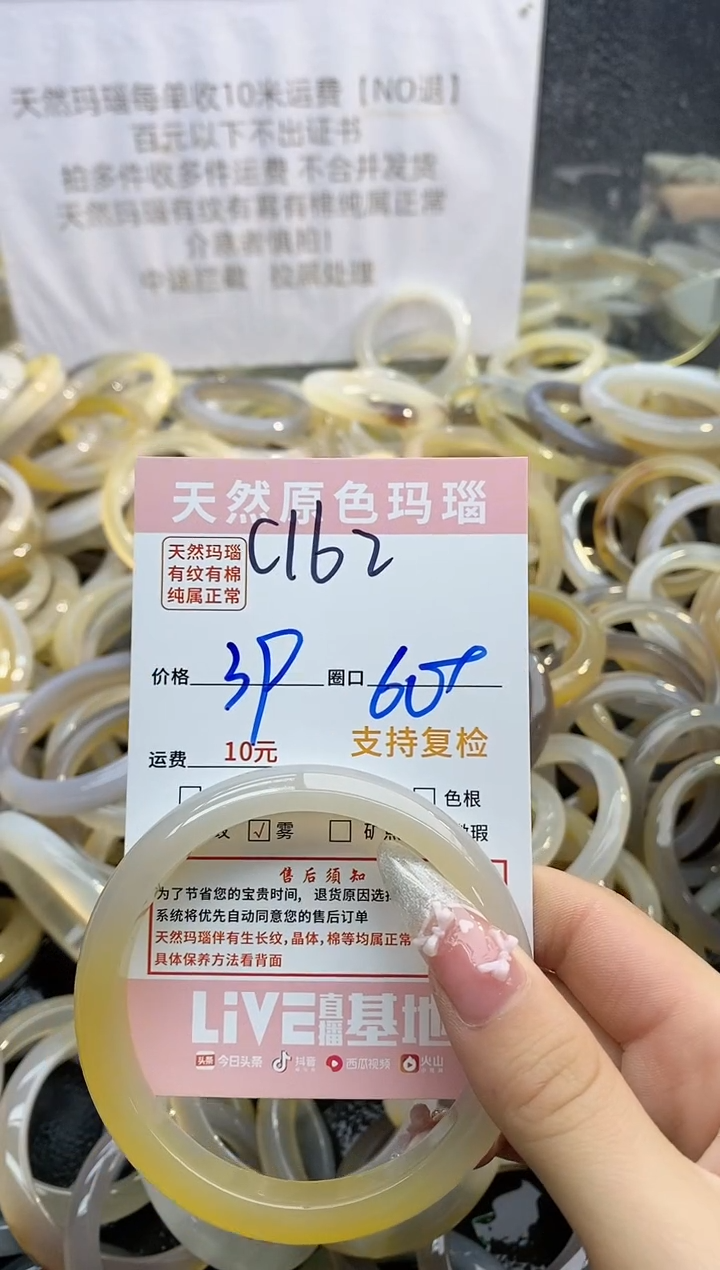 天然玛瑙每单收10米运费【NO退】
百元以下不出证书
拍多件收多件运费 不合并发货
天然玛瑙有纹有雾有棉纯属正常
介意者慎拍!
中途拦截
天然原色玛瑙
天然玛瑙
有纹有棉
纯属正常
C162
价格 3P 圈口 60+
运费 10元 支持复检
色根
√ 雾 矿
售后须知
为了节省您的宝贵时间, 退货原因选择
系统将优先自动同意您的售后订单
天然玛瑙伴有生长纹,晶体,棉等均属正常
具体保养方法看背面
LiVE直播基地
头条 今日头条 抖音 西瓜视频 火山